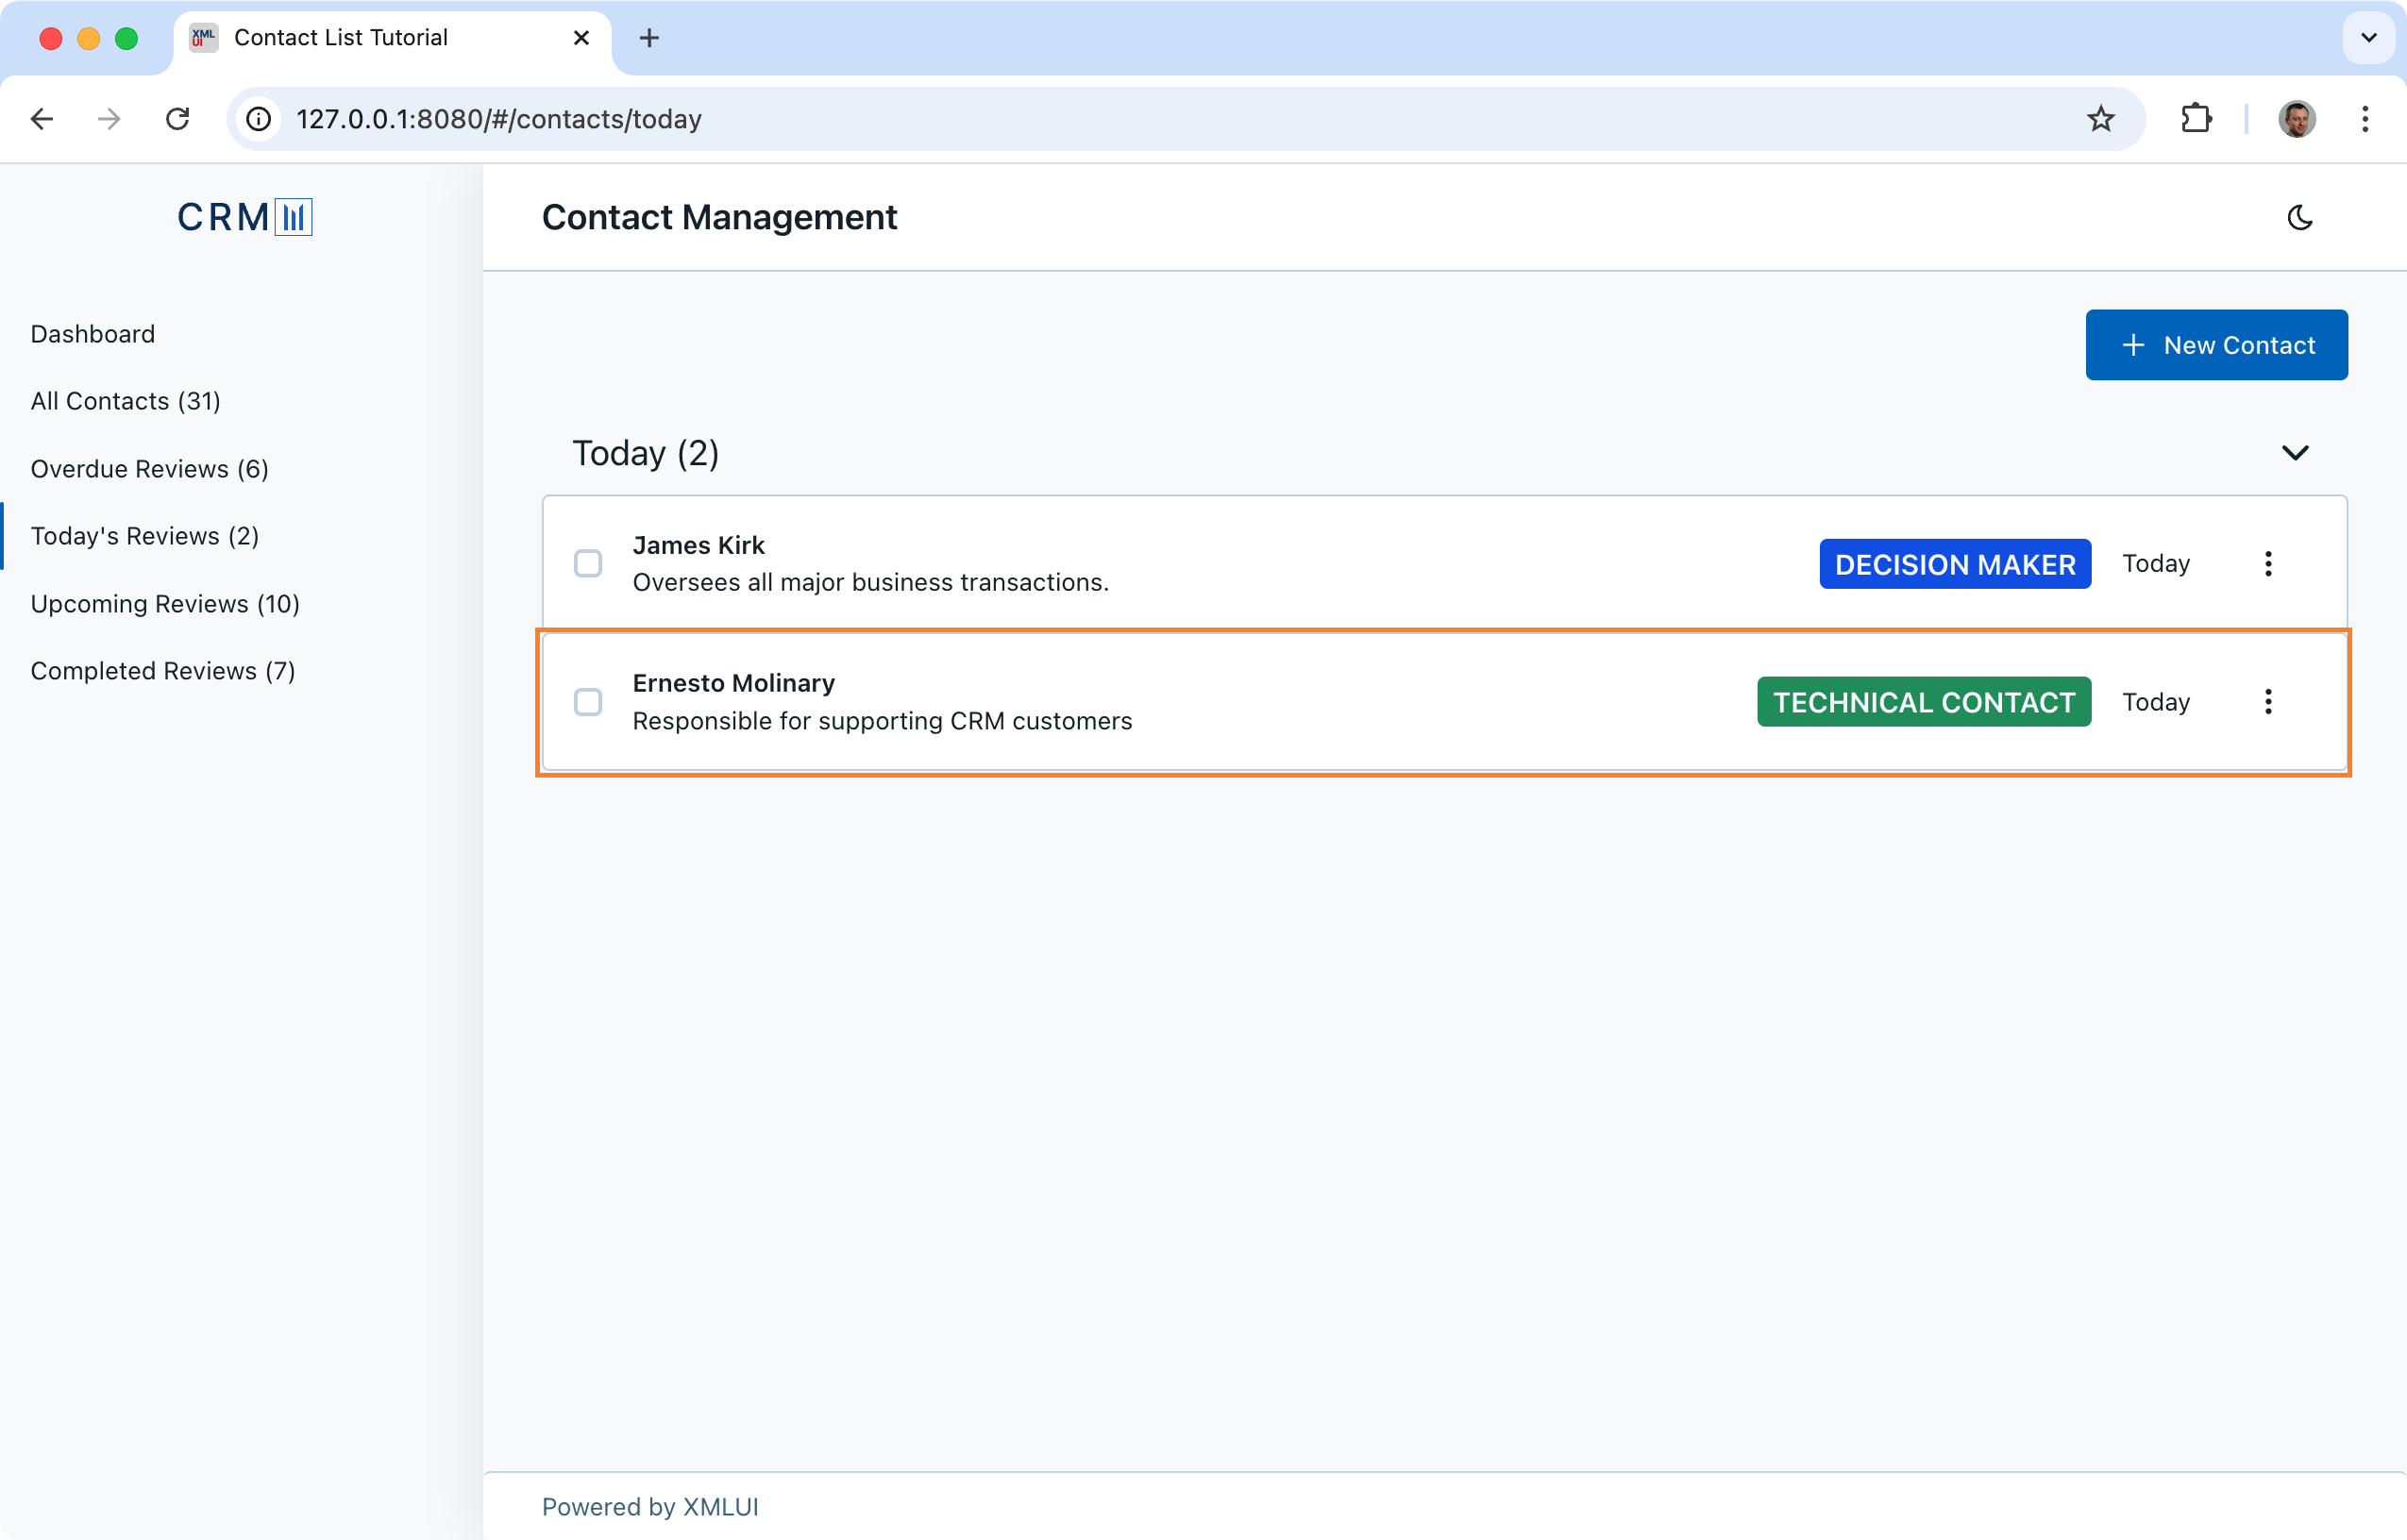 XML
UI
Contact List Tutorial
127.0.0.1:8080/#/contacts/today
CRM
Contact Management
Dashboard
All Contacts (31)
Overdue Reviews (6)
Today's Reviews (2)
Upcoming Reviews (10)
Completed Reviews (7)
New Contact
Today (2)
James Kirk
Oversees all major business transactions.
DECISION MAKER
Today
Ernesto Molinary
Responsible for supporting CRM customers
TECHNICAL CONTACT
Today
Powered by XMLUI